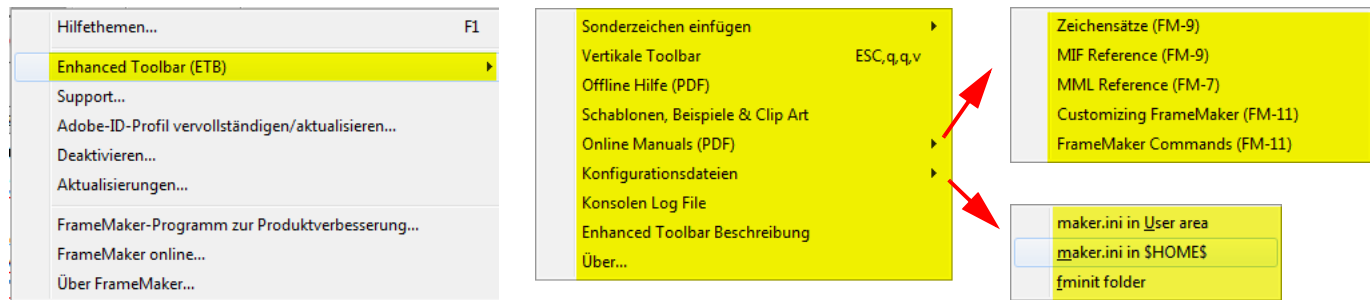 Hilfethemen... F1
Enhanced Toolbar (ETB)
Support...
Adobe-ID-Profil vervollständigen/aktualisieren...
Deaktivieren...
Aktualisierungen...
FrameMaker-Programm zur Produktverbesserung...
FrameMaker online...
Über FrameMaker...
Sonderzeichen einfügen
Vertikale Toolbar ESC,q,q,v
Offline Hilfe (PDF)
Schablonen, Beispiele & Clip Art
Online Manuals (PDF)
Konfigurationsdateien
Konsolen Log File
Enhanced Toolbar Beschreibung
Über...
Zeichensätze (FM-9)
MIF Reference (FM-9)
MML Reference (FM-7)
Customizing FrameMaker (FM-11)
FrameMaker Commands (FM-11)
maker.ini in User area
maker.ini in $HOME$
fminit folder